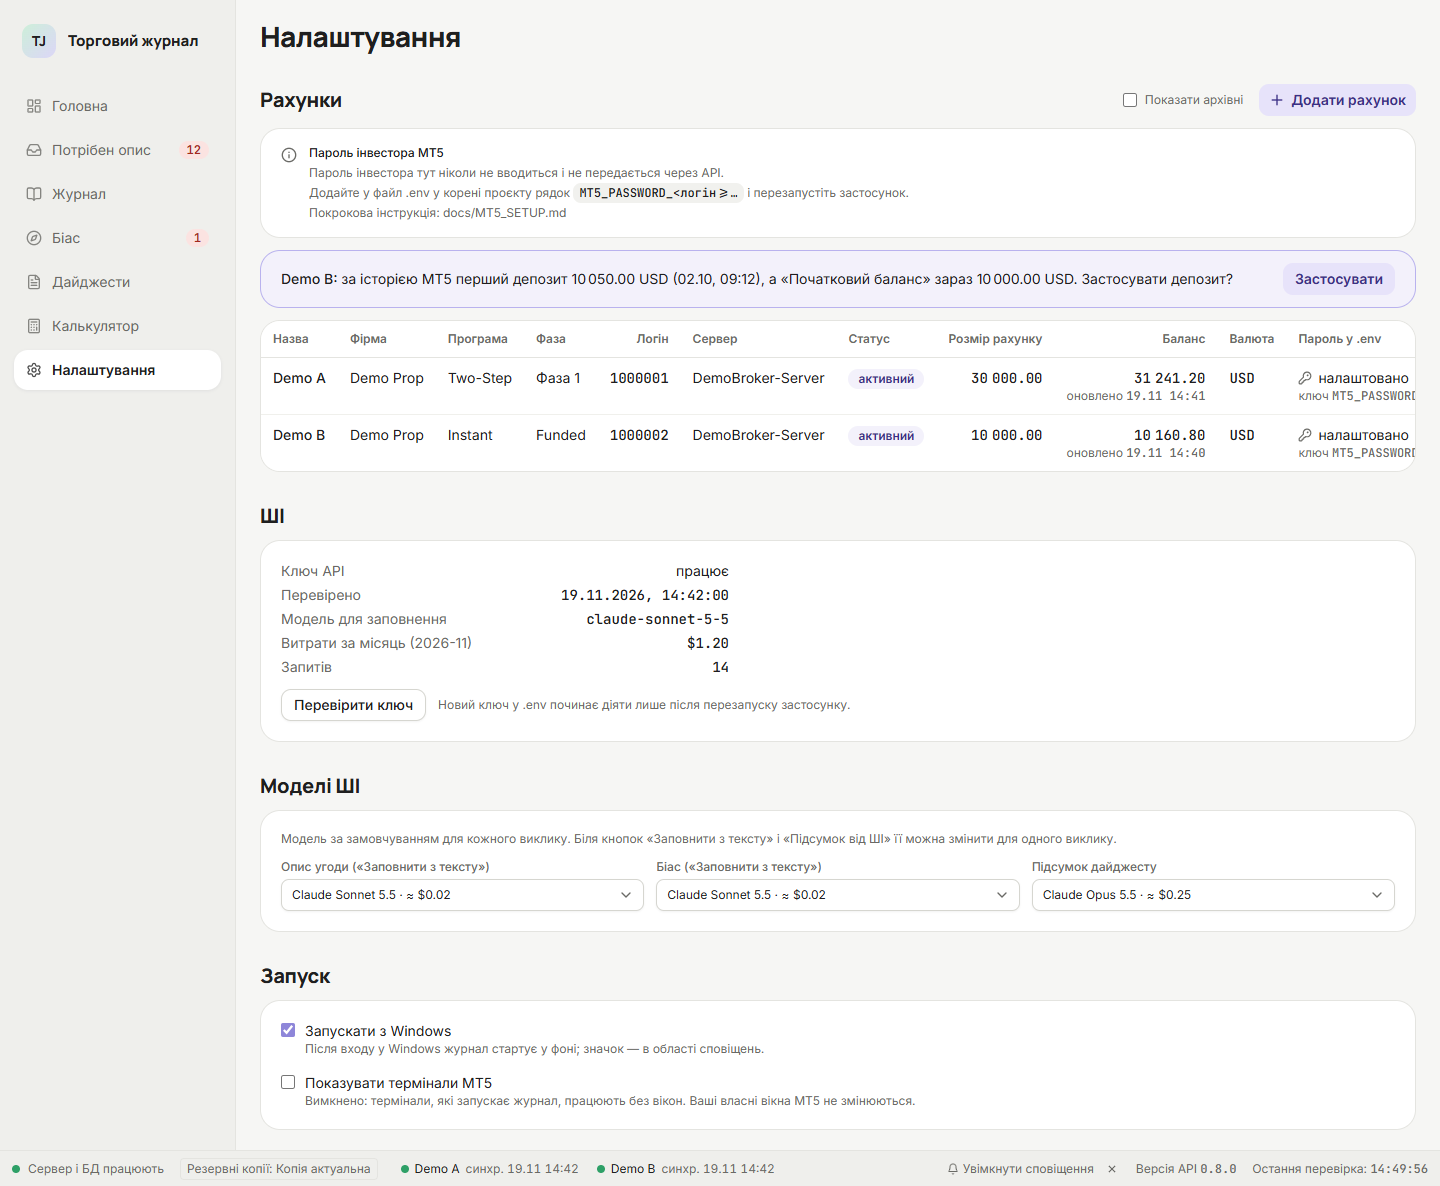 TJ Торговий журнал
Головна
Потрібен опис 12
Журнал
Біас 1
Дайджести
Калькулятор
Налаштування
Налаштування
Рахунки
Показати архівні
+ Додати рахунок
Пароль інвестора MT5
Пароль інвестора тут ніколи не вводиться і не передається через API.
Додайте у файл .env у корені проєкту рядок MT5_PASSWORD_<логін>=… і перезапустіть застосунок.
Покрокова інструкція: docs/MT5_SETUP.md
Demo B: за історією MT5 перший депозит 10 050.00 USD (02.10, 09:12), а «Початковий баланс» зараз 10 000.00 USD. Застосувати депозит?
Застосувати
Назва Фірма Програма Фаза Логін Сервер Статус Розмір рахунку Баланс Валюта Пароль у .env
Demo A Demo Prop Two-Step Фаза 1 1000001 DemoBroker-Server активний 30 000.00 31 241.20 USD налаштовано
оновлено 19.11 14:41 ключ MT5_PASSWORD
Demo B Demo Prop Instant Funded 1000002 DemoBroker-Server активний 10 000.00 10 160.80 USD налаштовано
оновлено 19.11 14:40 ключ MT5_PASSWORD
ШІ
Ключ API працює
Перевірено 19.11.2026, 14:42:00
Модель для заповнення claude-sonnet-5-5
Витрати за місяць (2026-11) $1.20
Запитів 14
Перевірити ключ
Новий ключ у .env починає діяти лише після перезапуску застосунку.
Моделі ШІ
Модель за замовчуванням для кожного виклику. Біля кнопок «Заповнити з тексту» і «Підсумок від ШІ» її можна змінити для одного виклику.
Опис угоди («Заповнити з тексту») Біас («Заповнити з тексту») Підсумок дайджесту
Claude Sonnet 5.5 · ≈ $0.02 Claude Sonnet 5.5 · ≈ $0.02 Claude Opus 5.5 · ≈ $0.25
Запуск
Запускати з Windows
Після входу у Windows журнал стартує у фоні; значок — в області сповіщень.
Показувати термінали MT5
Вимкнено: термінали, які запускає журнал, працюють без вікон. Ваші власні вікна MT5 не змінюються.
Сервер і БД працюють Резервні копії: Копія актуальна Demo A синхр. 19.11 14:42 Demo B синхр. 19.11 14:42 Увімкнути сповіщення × Версія API 0.8.0 Остання перевірка: 14:49:56